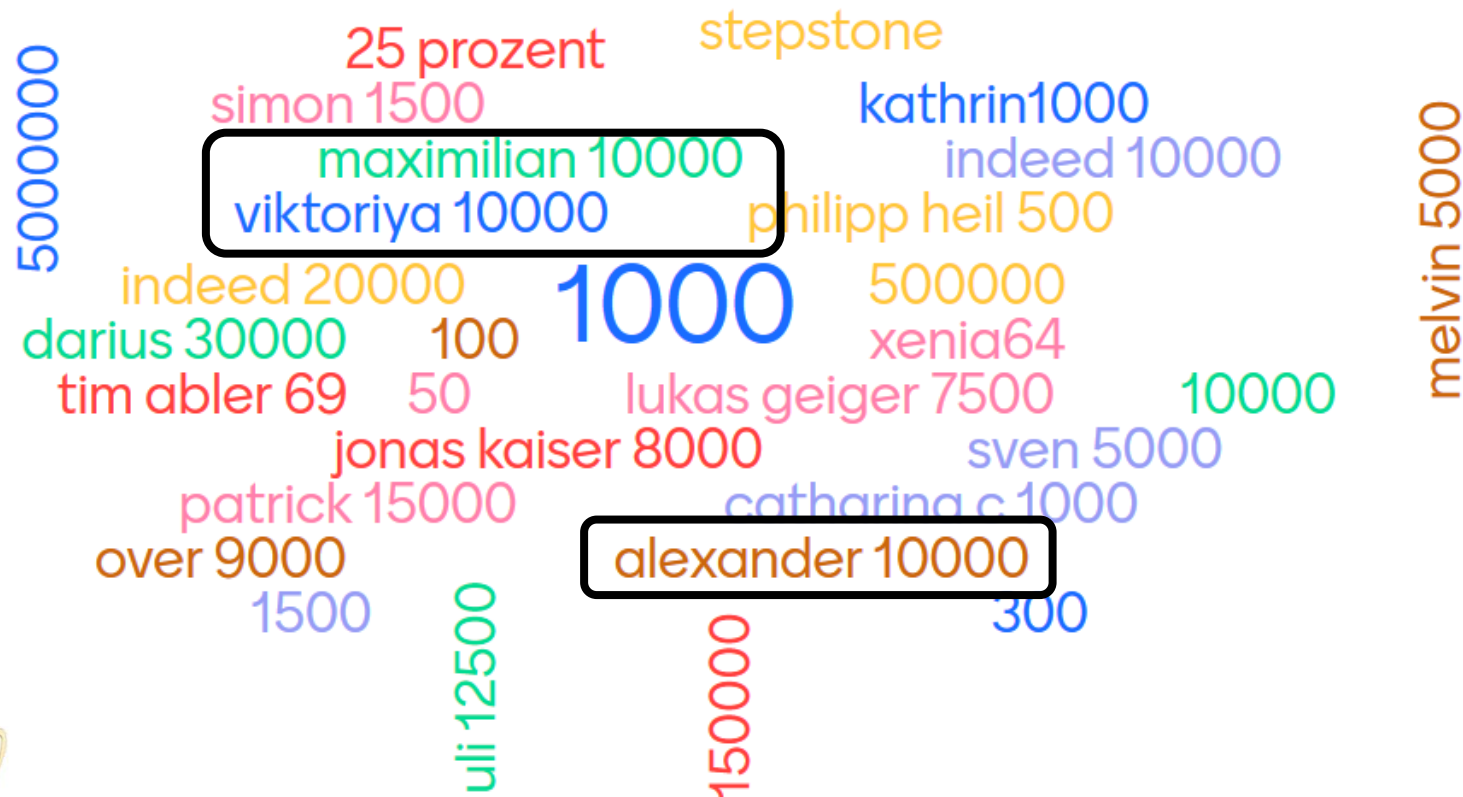 stepstone
25 prozent
5000000
simon 1500
kathrin1000
maximilian 10000
indeed 10000
melvin 50000
viktoriya 10000
philipp heil 500
indeed 20000
1000
500000
darius 30000
100
xenia64
tim abler 69
50
lukas geiger 7500
10000
jonas kaiser 8000
sven 5000
patrick 15000
catharina c 1000
over 9000
alexander 10000
1500
uli 12500
150000
300